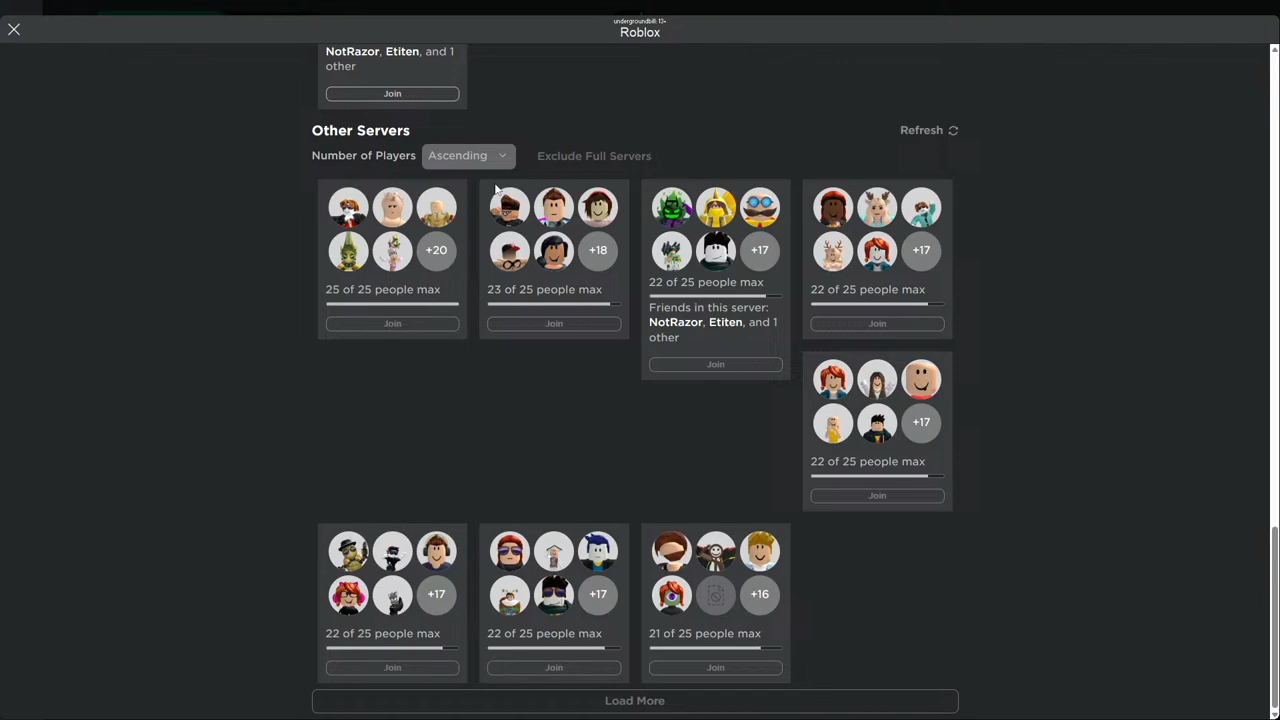 undergroundbill: 13+
Roblox
NotRazor, Etiten, and 1
other
Join
Other Servers
Refresh
Number of Players
Ascending
Exclude Full Servers
+20
25 of 25 people max
Join
+18
23 of 25 people max
Join
+17
22 of 25 people max
Friends in this server:
NotRazor, Etiten, and 1
other
Join
+17
22 of 25 people max
Join
+17
22 of 25 people max
Join
+17
22 of 25 people max
Join
+17
22 of 25 people max
Join
+16
21 of 25 people max
Join
Load More